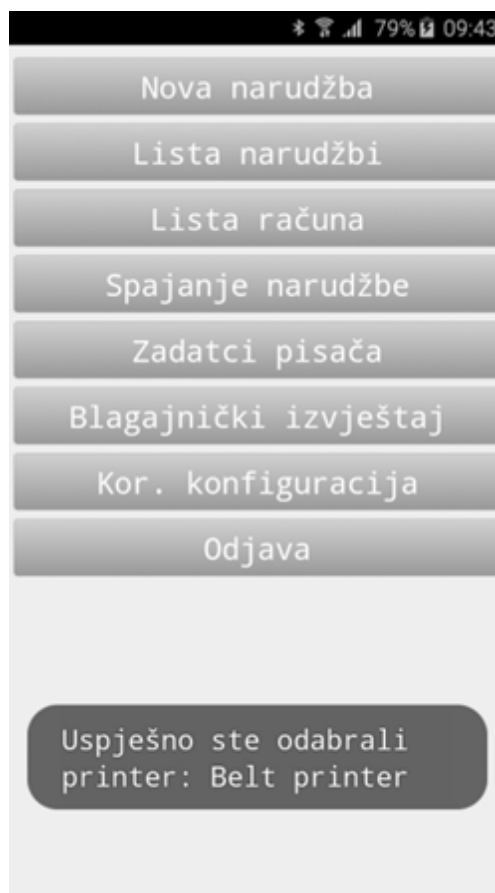 79% 09:43
Nova narudžba
Lista narudžbi
Lista računa
Spajanje narudžbe
Zadatci pisača
Blagajnički izvještaj
Kor. konfiguracija
Odjava
Uspješno ste odabrali
printer: Belt printer